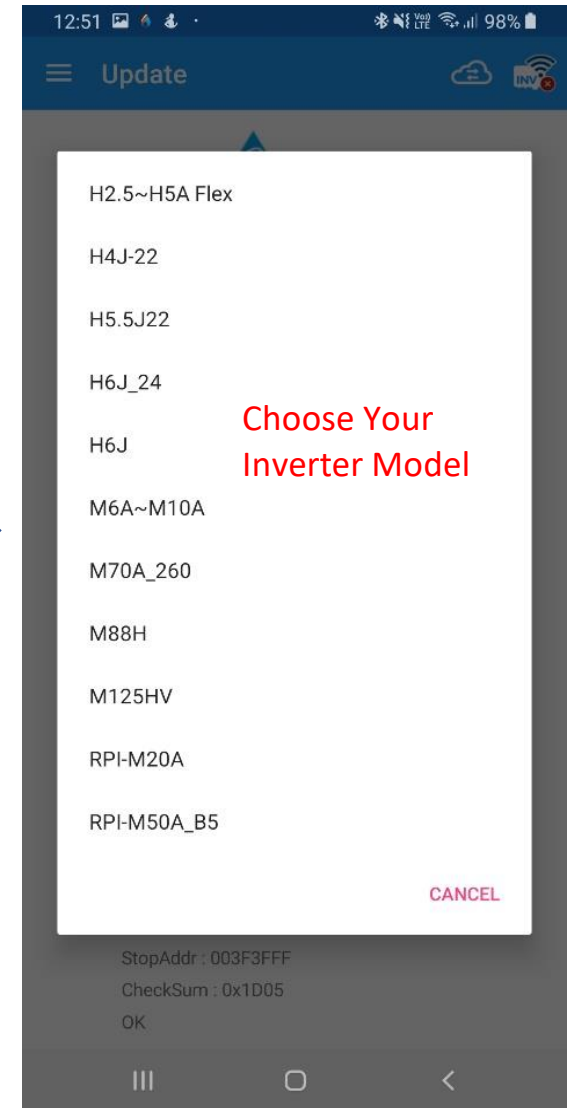 12:51
98%
Update
INV
H2.5~H5A Flex
H4J-22
H5.5J22
H6J_24
H6J
Choose Your
Inverter Model
M6A~M10A
M70A_260
M88H
M125HV
RPI-M20A
RPI-M50A_B5
CANCEL
StopAddr : 003F3FFF
CheckSum : 0x1D05
OK